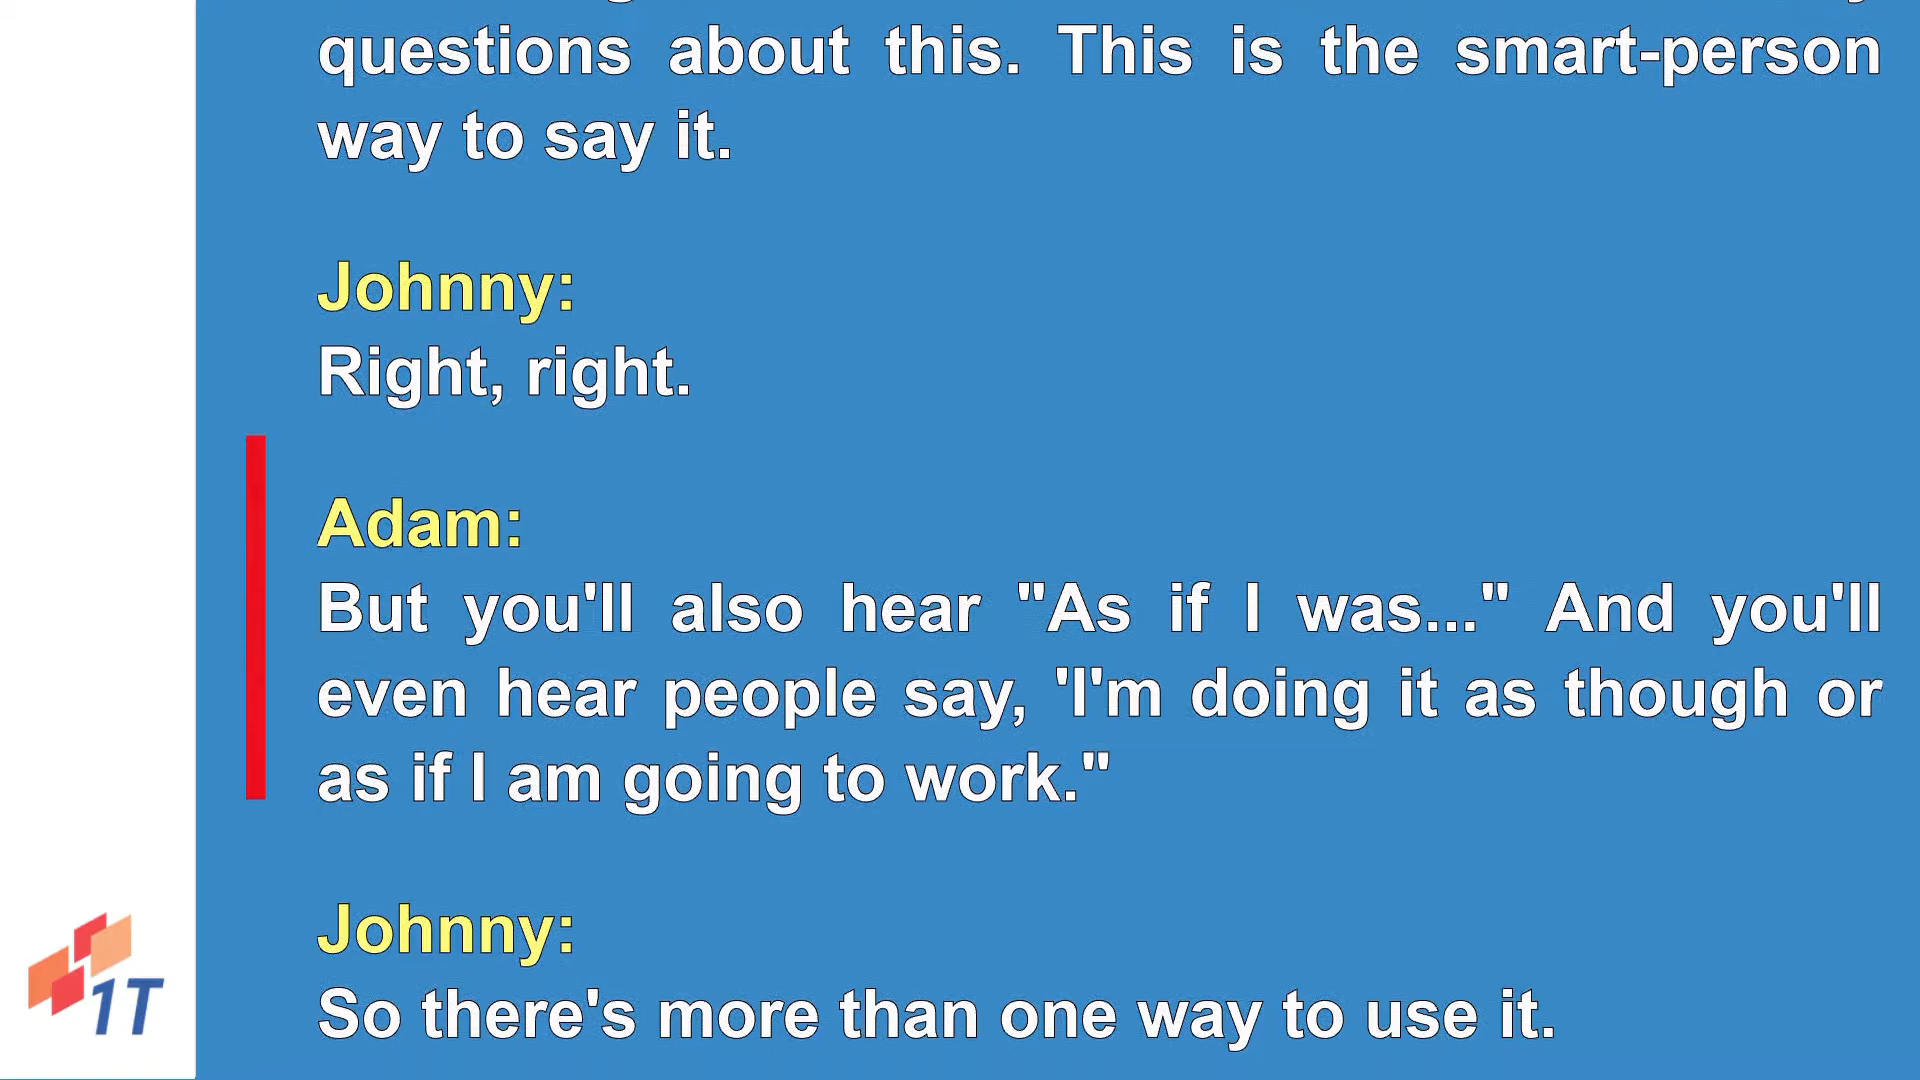 questions about this. This is the smart-person
way to say it.
Johnny:
Right, right.
Adam:
But you'll also hear "As if I was..." And you'll
even hear people say, 'I'm doing it as though or
as if I am going to work."
Johnny:
So there's more than one way to use it.
1T